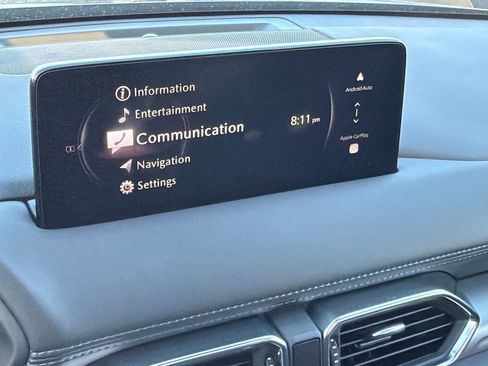 Information
Entertainment
Communication
Navigation
Settings
8:11 pm
Android Auto
Apple CarPlay